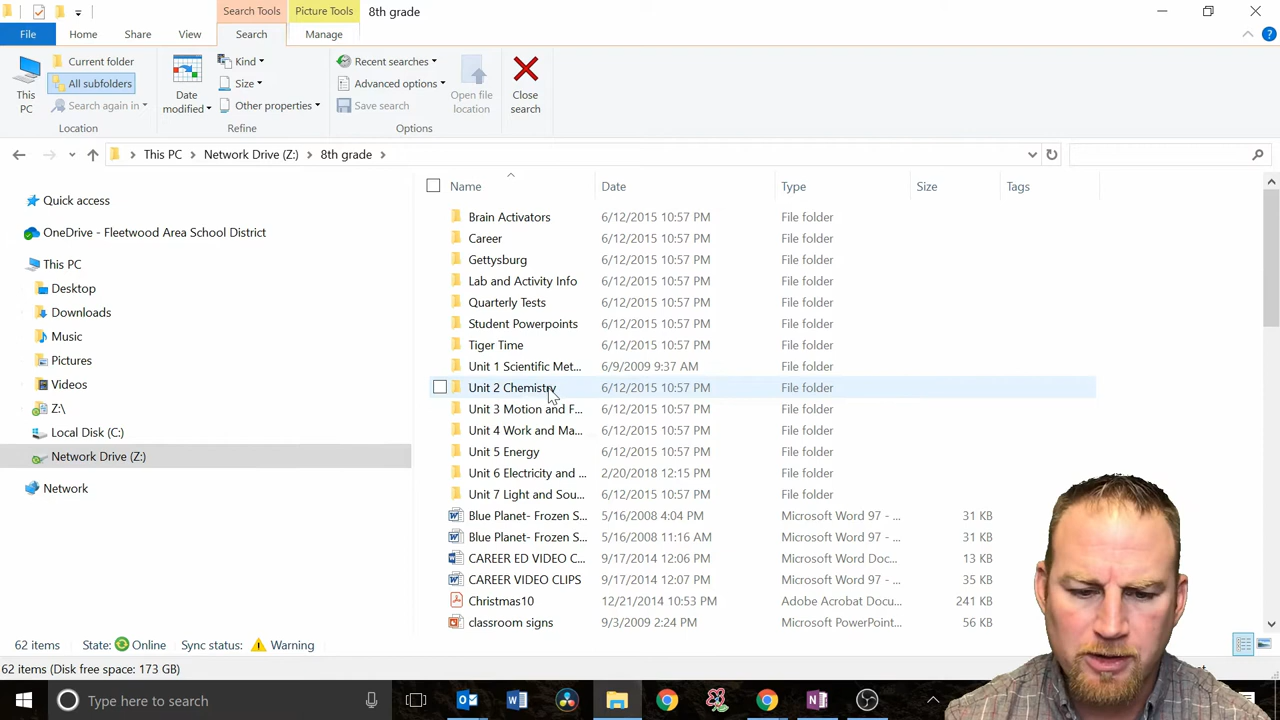 Search Tools
Picture Tools
8th grade
File
Home
Share
View
Search
Manage
This PC
Current folder
All subfolders
Search again in
Location
Date modified
Kind
Size
Other properties
Refine
Recent searches
Advanced options
Save search
Open file location
Options
Close search
This PC
Network Drive (Z:)
8th grade
Name
Date
Type
Size
Tags
Quick access
OneDrive - Fleetwood Area School District
This PC
Desktop
Downloads
Music
Pictures
Videos
Z:\
Local Disk (C:)
Network Drive (Z:)
Network
Brain Activators 6/12/2015 10:57 PM File folder
Career 6/12/2015 10:57 PM File folder
Gettysburg 6/12/2015 10:57 PM File folder
Lab and Activity Info 6/12/2015 10:57 PM File folder
Quarterly Tests 6/12/2015 10:57 PM File folder
Student Powerpoints 6/12/2015 10:57 PM File folder
Tiger Time 6/12/2015 10:57 PM File folder
Unit 1 Scientific Met... 6/9/2009 9:37 AM File folder
Unit 2 Chemistry 6/12/2015 10:57 PM File folder
Unit 3 Motion and F... 6/12/2015 10:57 PM File folder
Unit 4 Work and Ma... 6/12/2015 10:57 PM File folder
Unit 5 Energy 6/12/2015 10:57 PM File folder
Unit 6 Electricity and ... 2/20/2018 12:15 PM File folder
Unit 7 Light and Sou... 6/12/2015 10:57 PM File folder
Blue Planet- Frozen S... 5/16/2008 4:04 PM Microsoft Word 97 - ... 31 KB
Blue Planet- Frozen S... 5/16/2008 11:16 AM Microsoft Word 97 - ... 31 KB
CAREER ED VIDEO C... 9/17/2014 12:06 PM Microsoft Word Doc... 13 KB
CAREER VIDEO CLIPS 9/17/2014 12:07 PM Microsoft Word 97 - ... 35 KB
Christmas10 12/21/2014 10:53 PM Adobe Acrobat Docu... 241 KB
classroom signs 9/3/2009 2:24 PM Microsoft PowerPoint... 56 KB
62 items State: Online Sync status: Warning
62 items (Disk free space: 173 GB)
Type here to search